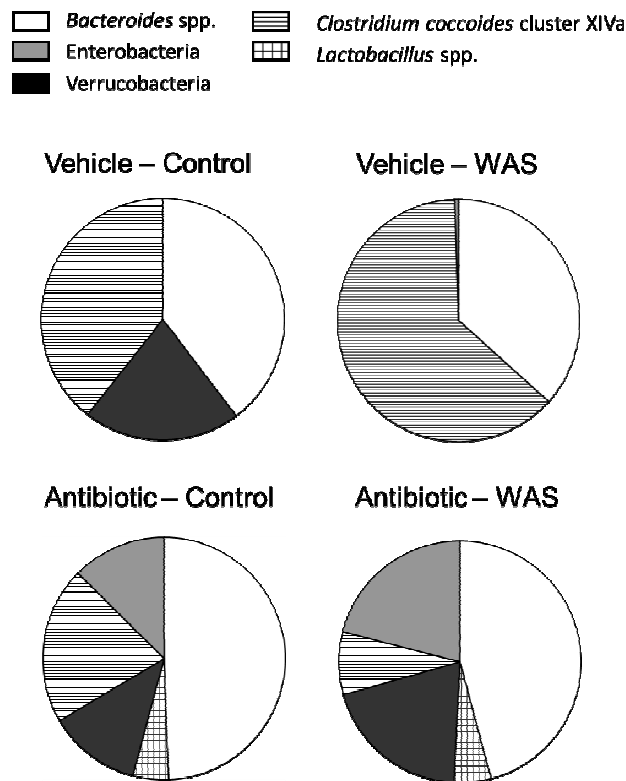 Bacteroides spp.
Enterobacteria
Verrucobacteria
Clostridium coccoides cluster XIVa
Lactobacillus spp.
Vehicle – Control
Vehicle – WAS
Antibiotic – Control
Antibiotic – WAS